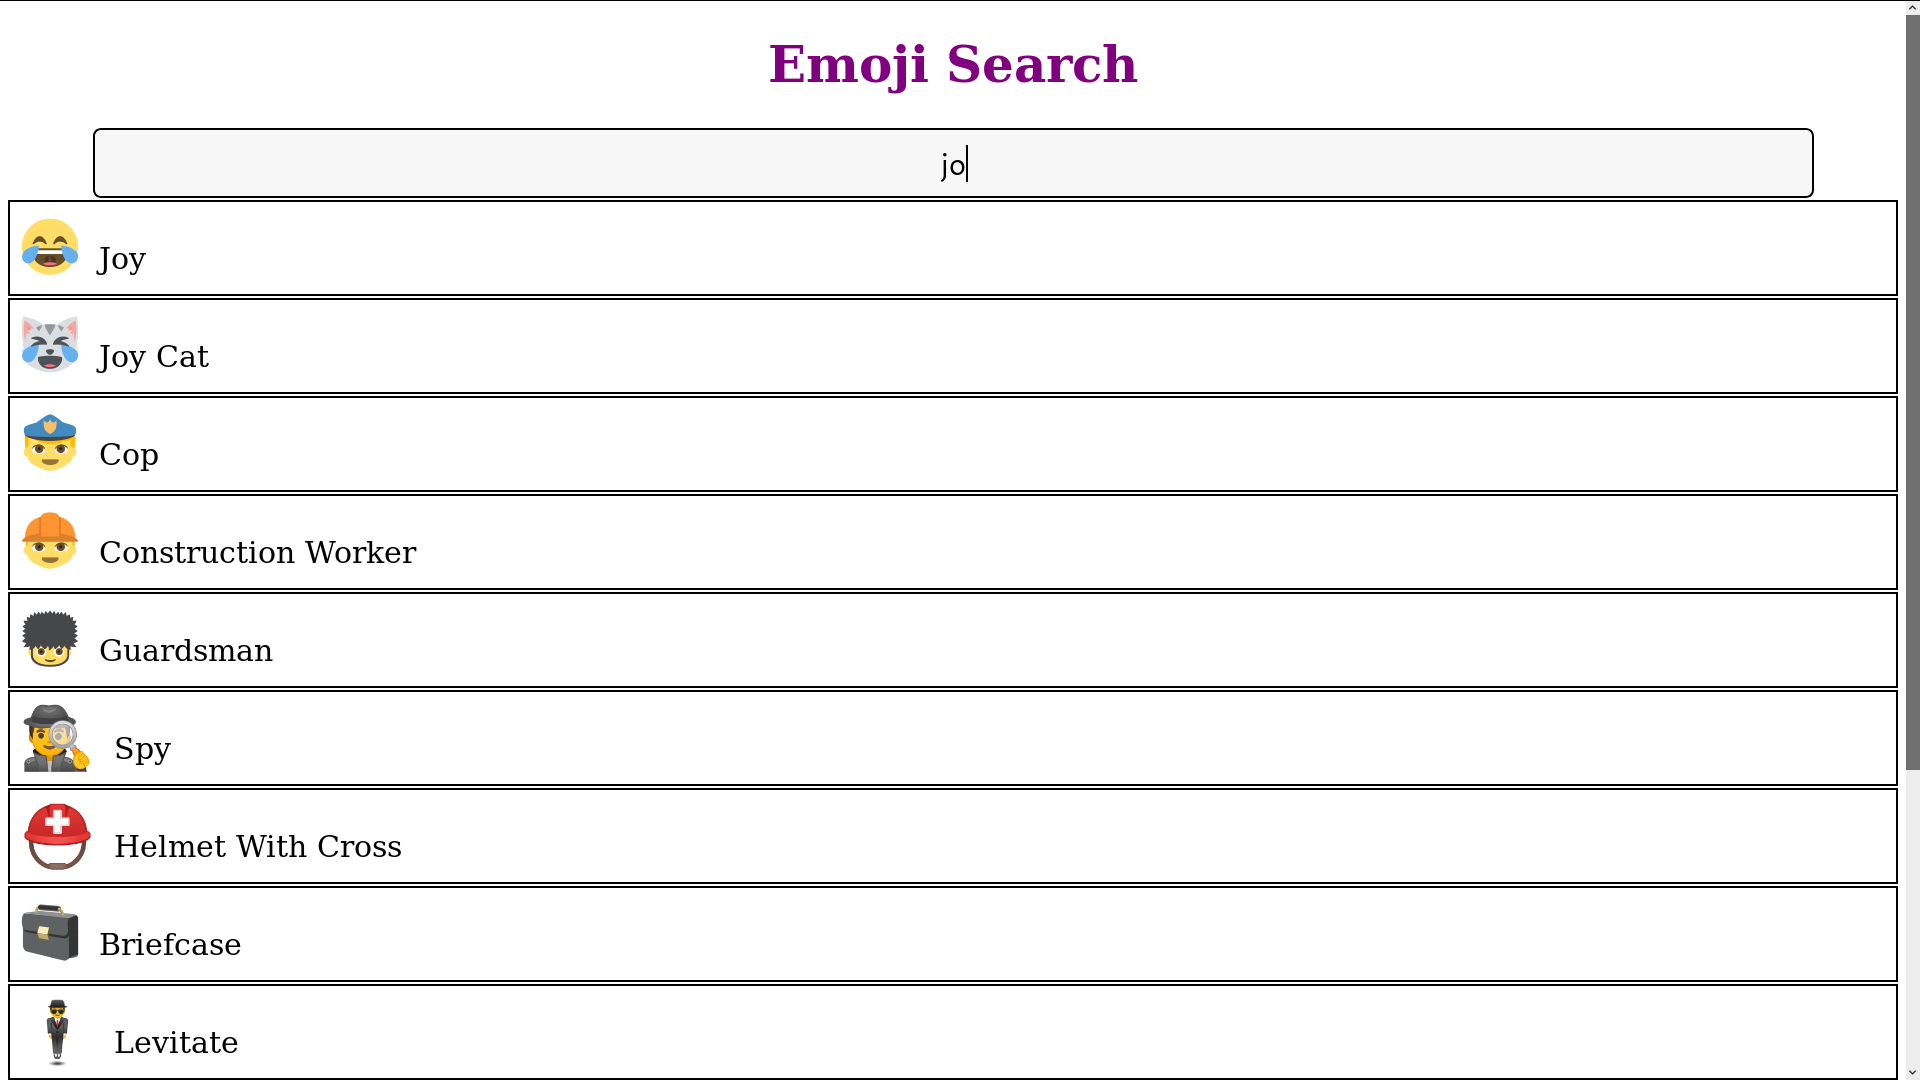 Emoji Search
jo
Joy
Joy Cat
Cop
Construction Worker
Guardsman
Spy
Helmet With Cross
Briefcase
Levitate